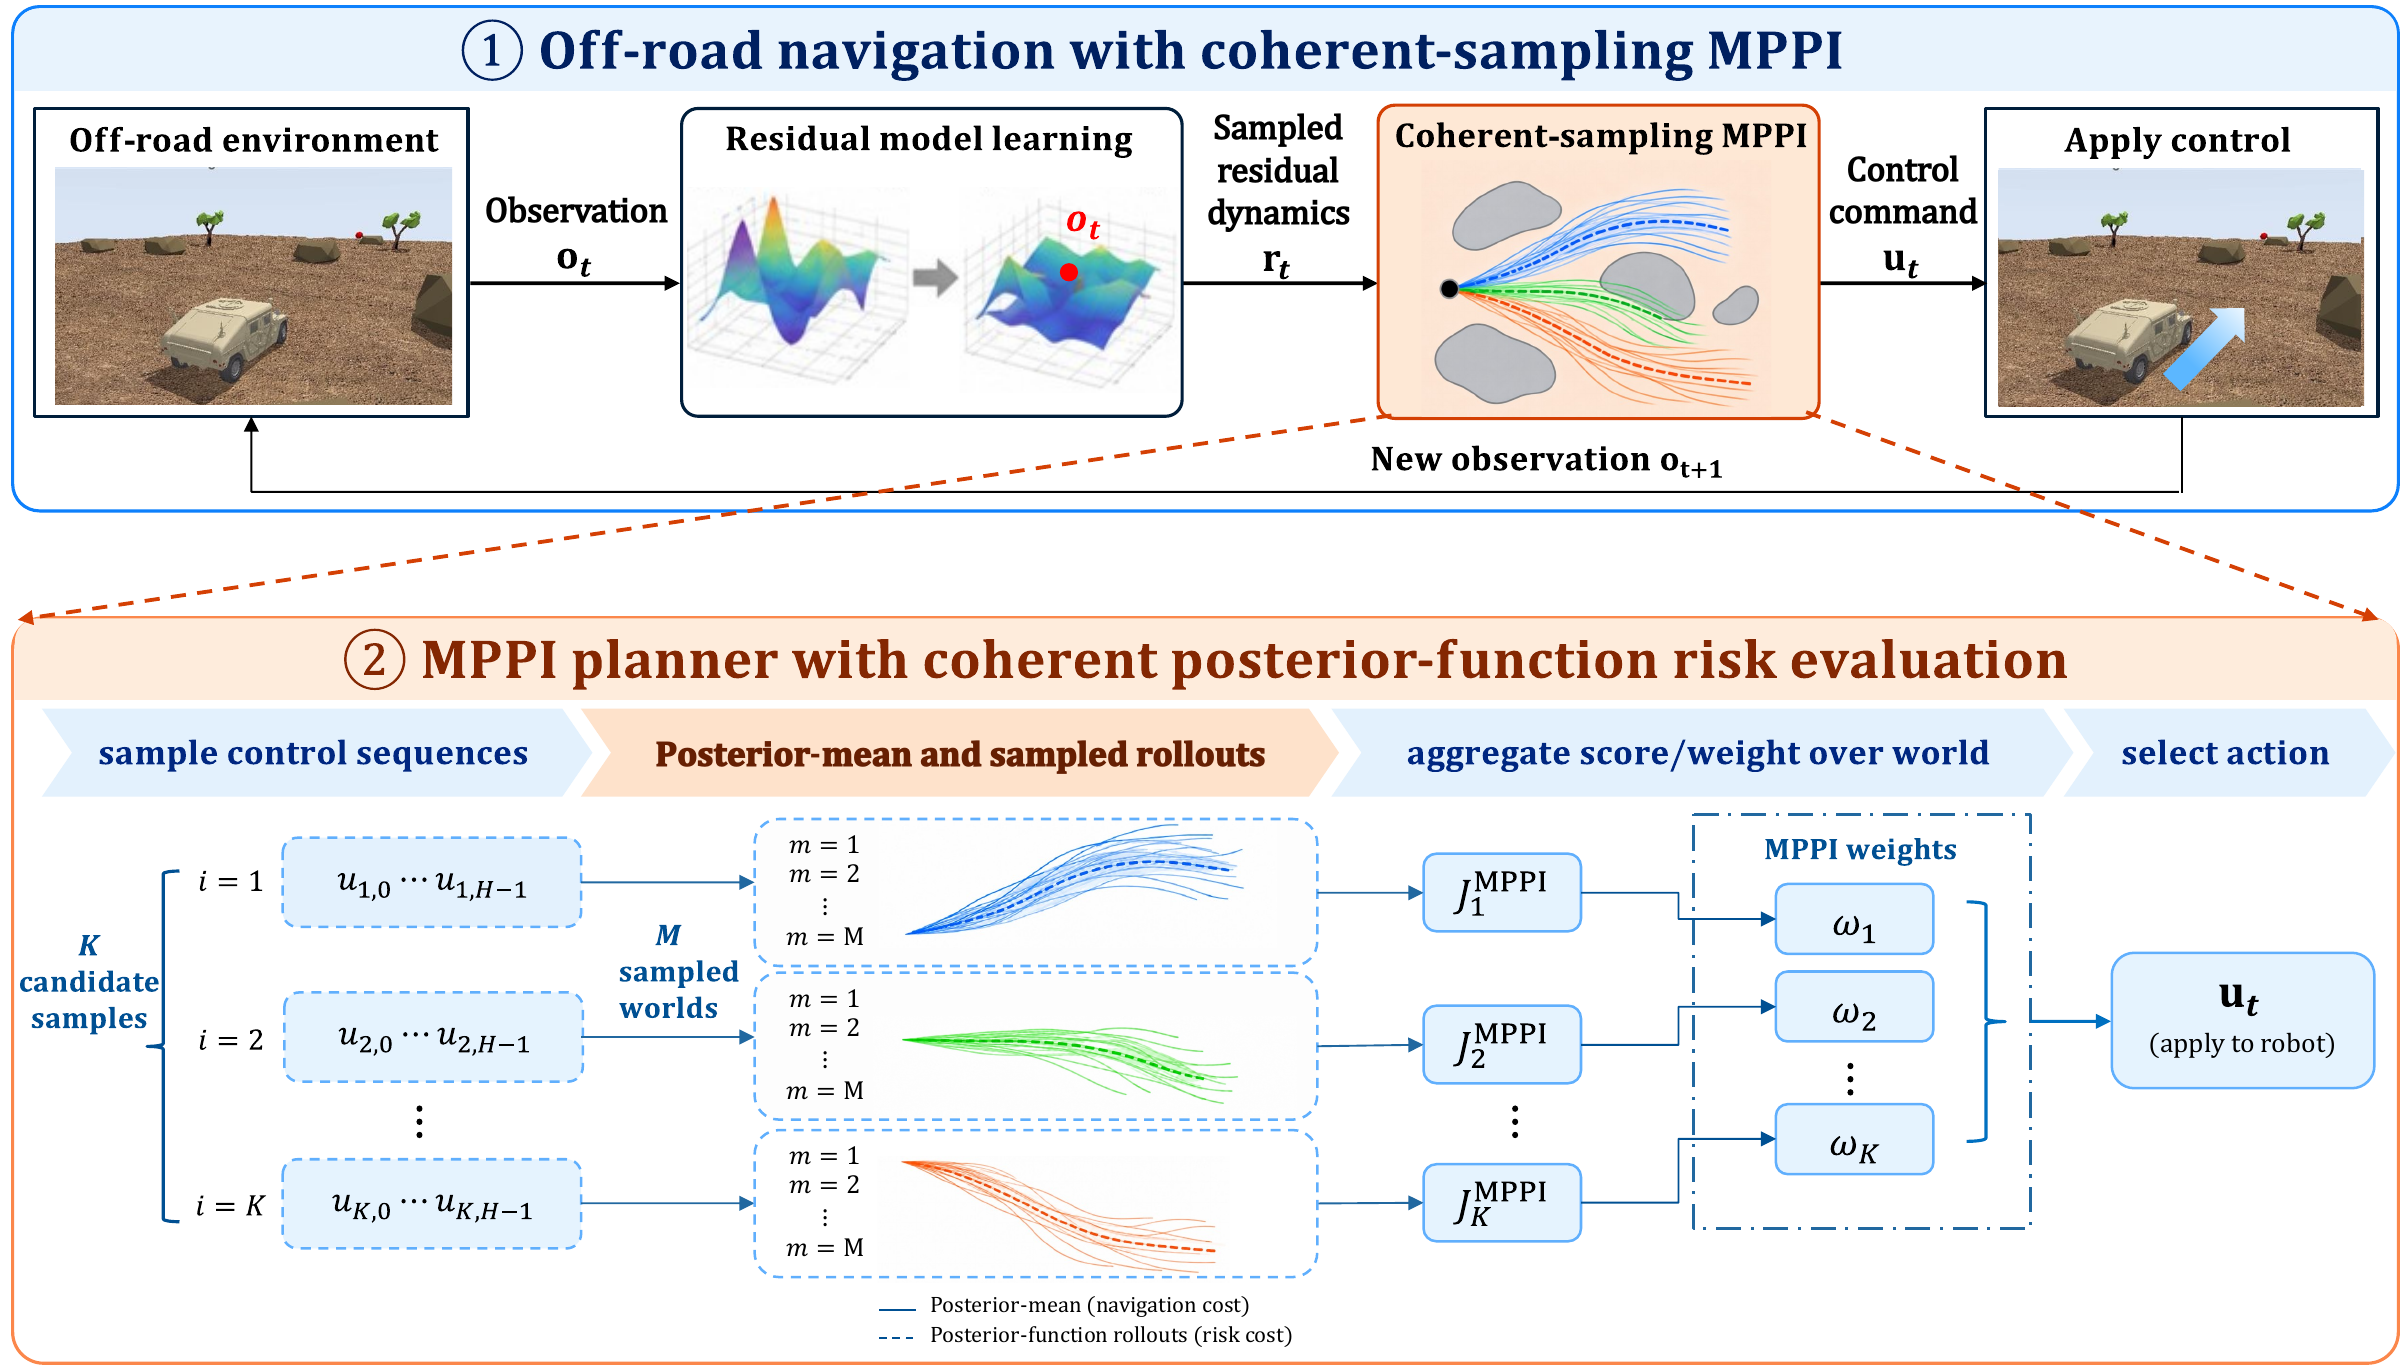 ① Off-road navigation with coherent-sampling MPPI
Off-road environment
Observation
o_t
Residual model learning
o_t
Sampled
residual
dynamics
r_t
Coherent-sampling MPPI
Control
command
u_t
Apply control
New observation o_{t+1}
② MPPI planner with coherent posterior-function risk evaluation
sample control sequences
Posterior-mean and sampled rollouts
aggregate score/weight over world
select action
K
candidate
samples
i = 1
u_{1,0} ⋯ u_{1,H−1}
i = 2
u_{2,0} ⋯ u_{2,H−1}
⋮
i = K
u_{K,0} ⋯ u_{K,H−1}
M
sampled
worlds
m = 1
m = 2
⋮
m = M
m = 1
m = 2
⋮
m = M
m = 1
m = 2
⋮
m = M
J_1^{MPPI}
J_2^{MPPI}
⋮
J_K^{MPPI}
MPPI weights
ω_1
ω_2
⋮
ω_K
u_t
(apply to robot)
Posterior-mean (navigation cost)
Posterior-function rollouts (risk cost)